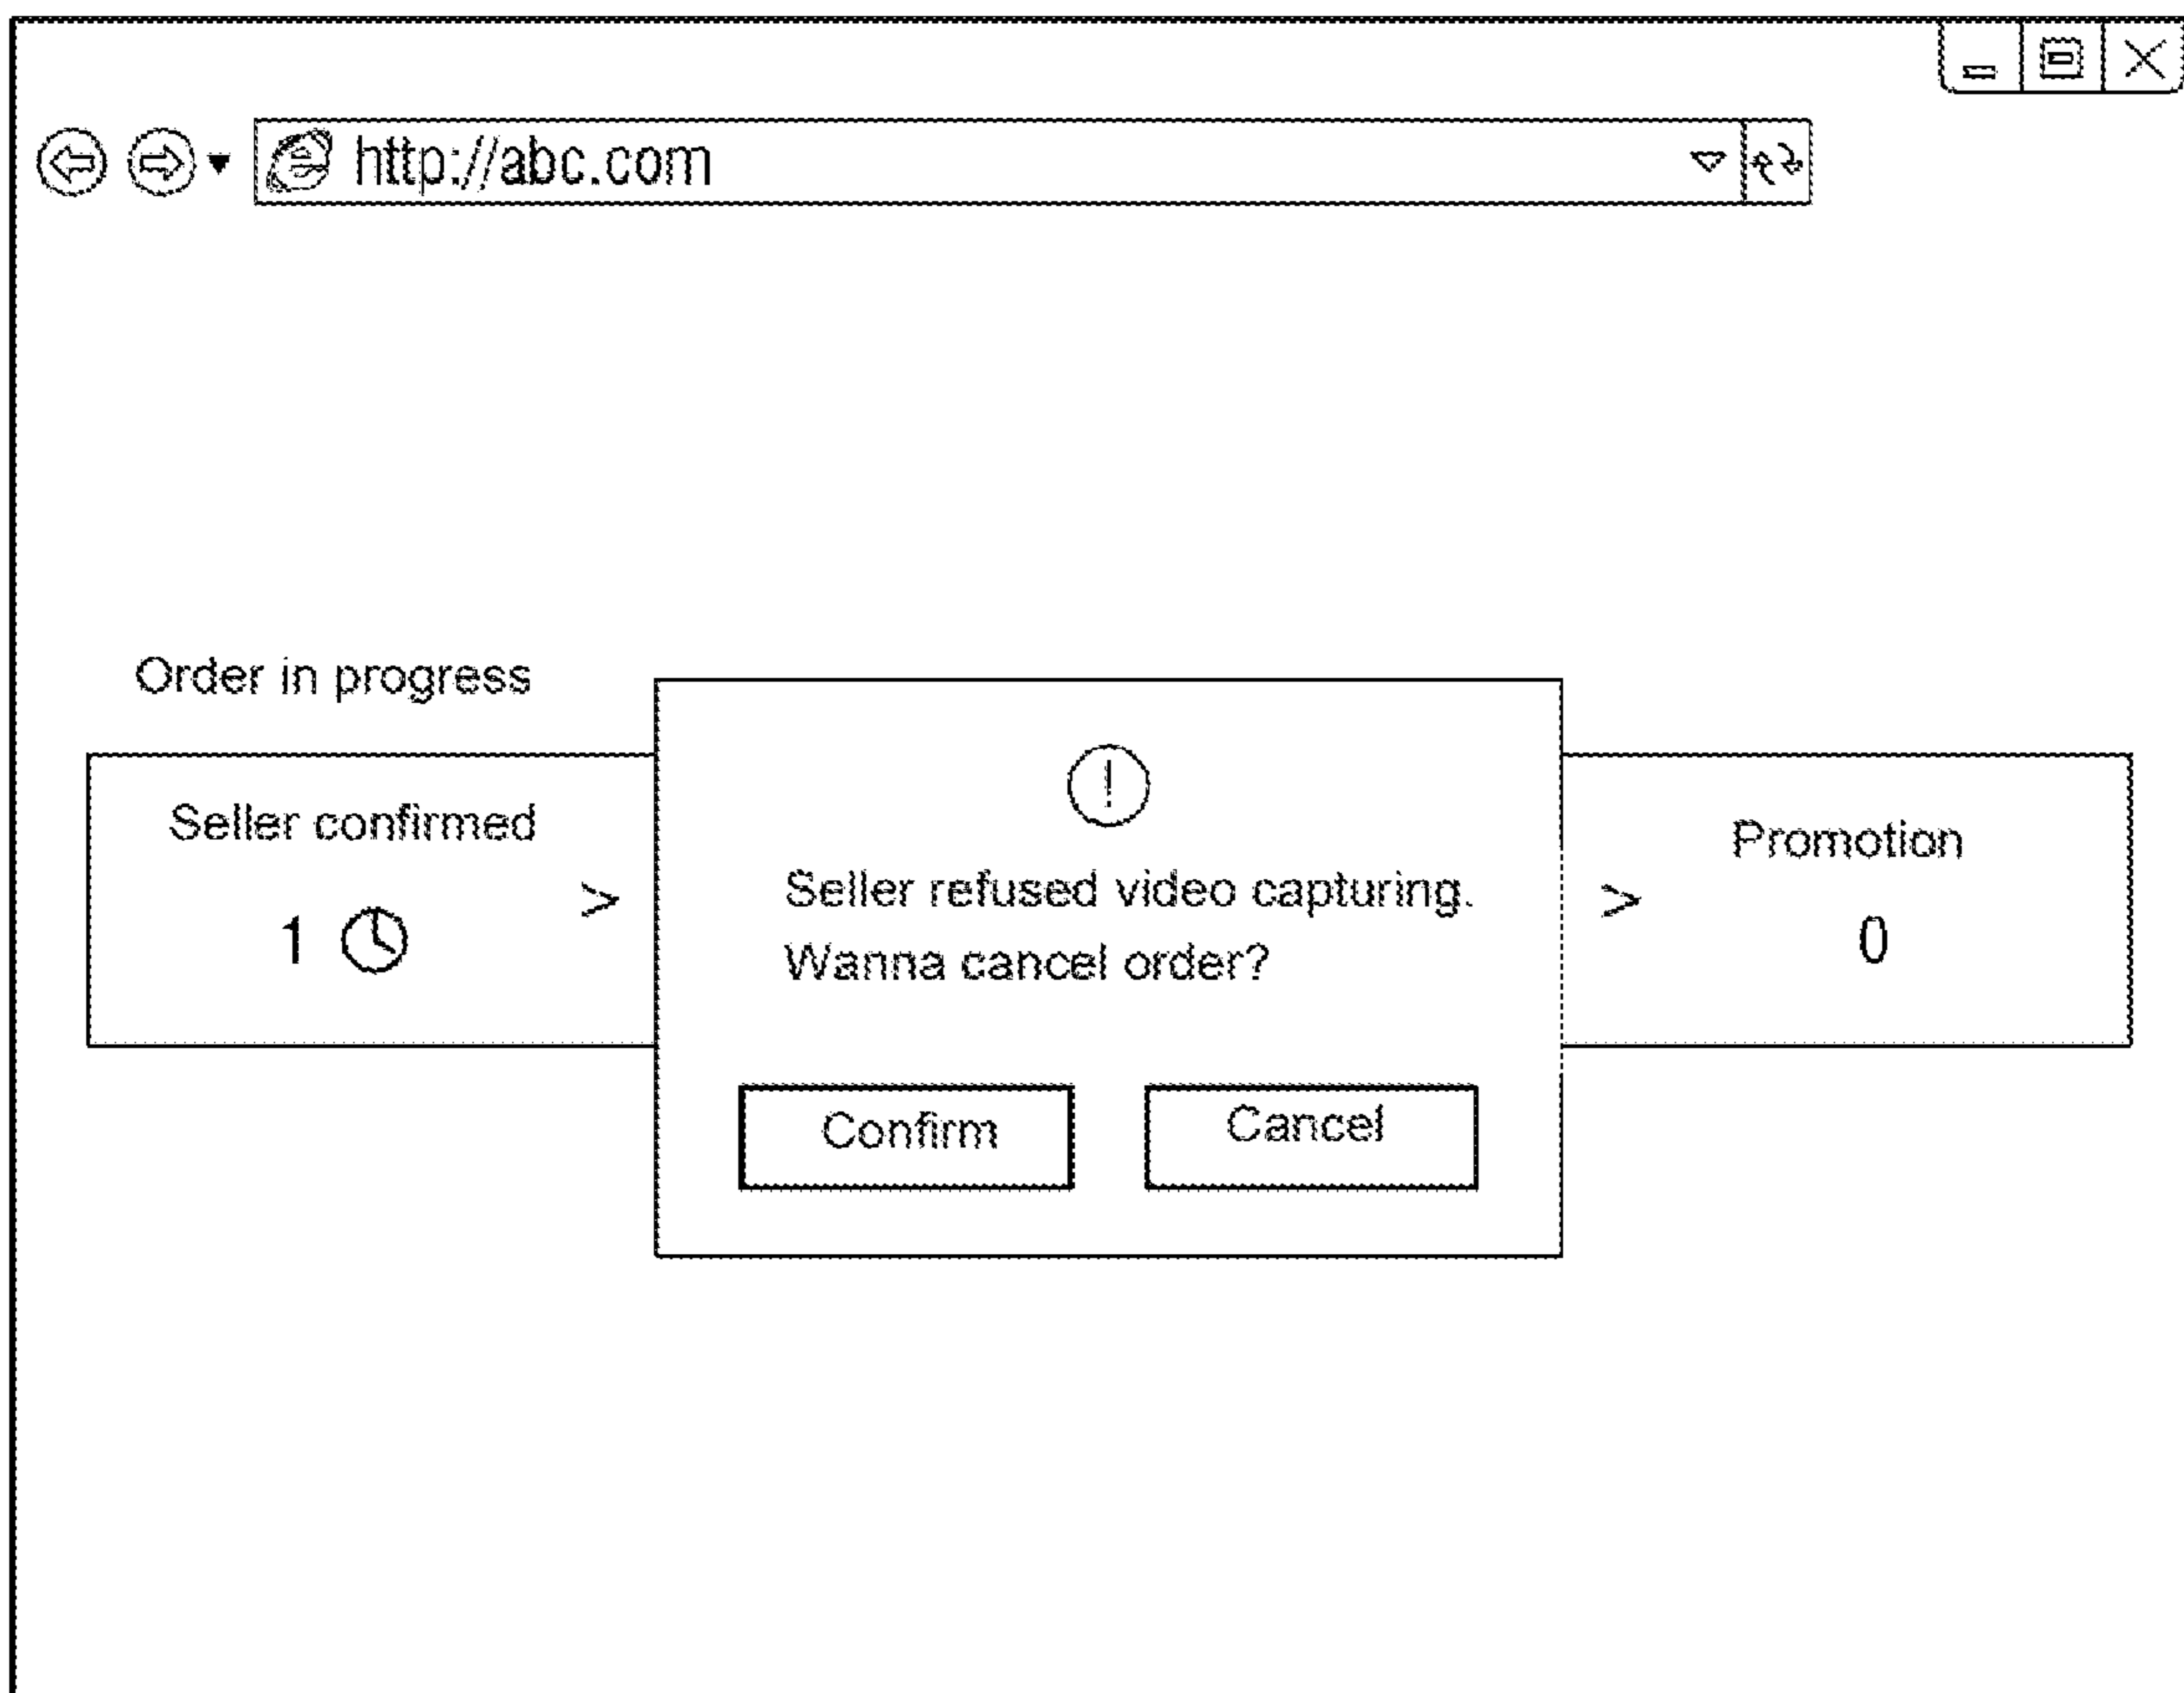 http://abc.com
Order in progress
Seller confirmed
>
1
!
Seller refused video capturing.
Wanna cancel order?
Confirm
Cancel
>
Promotion
0